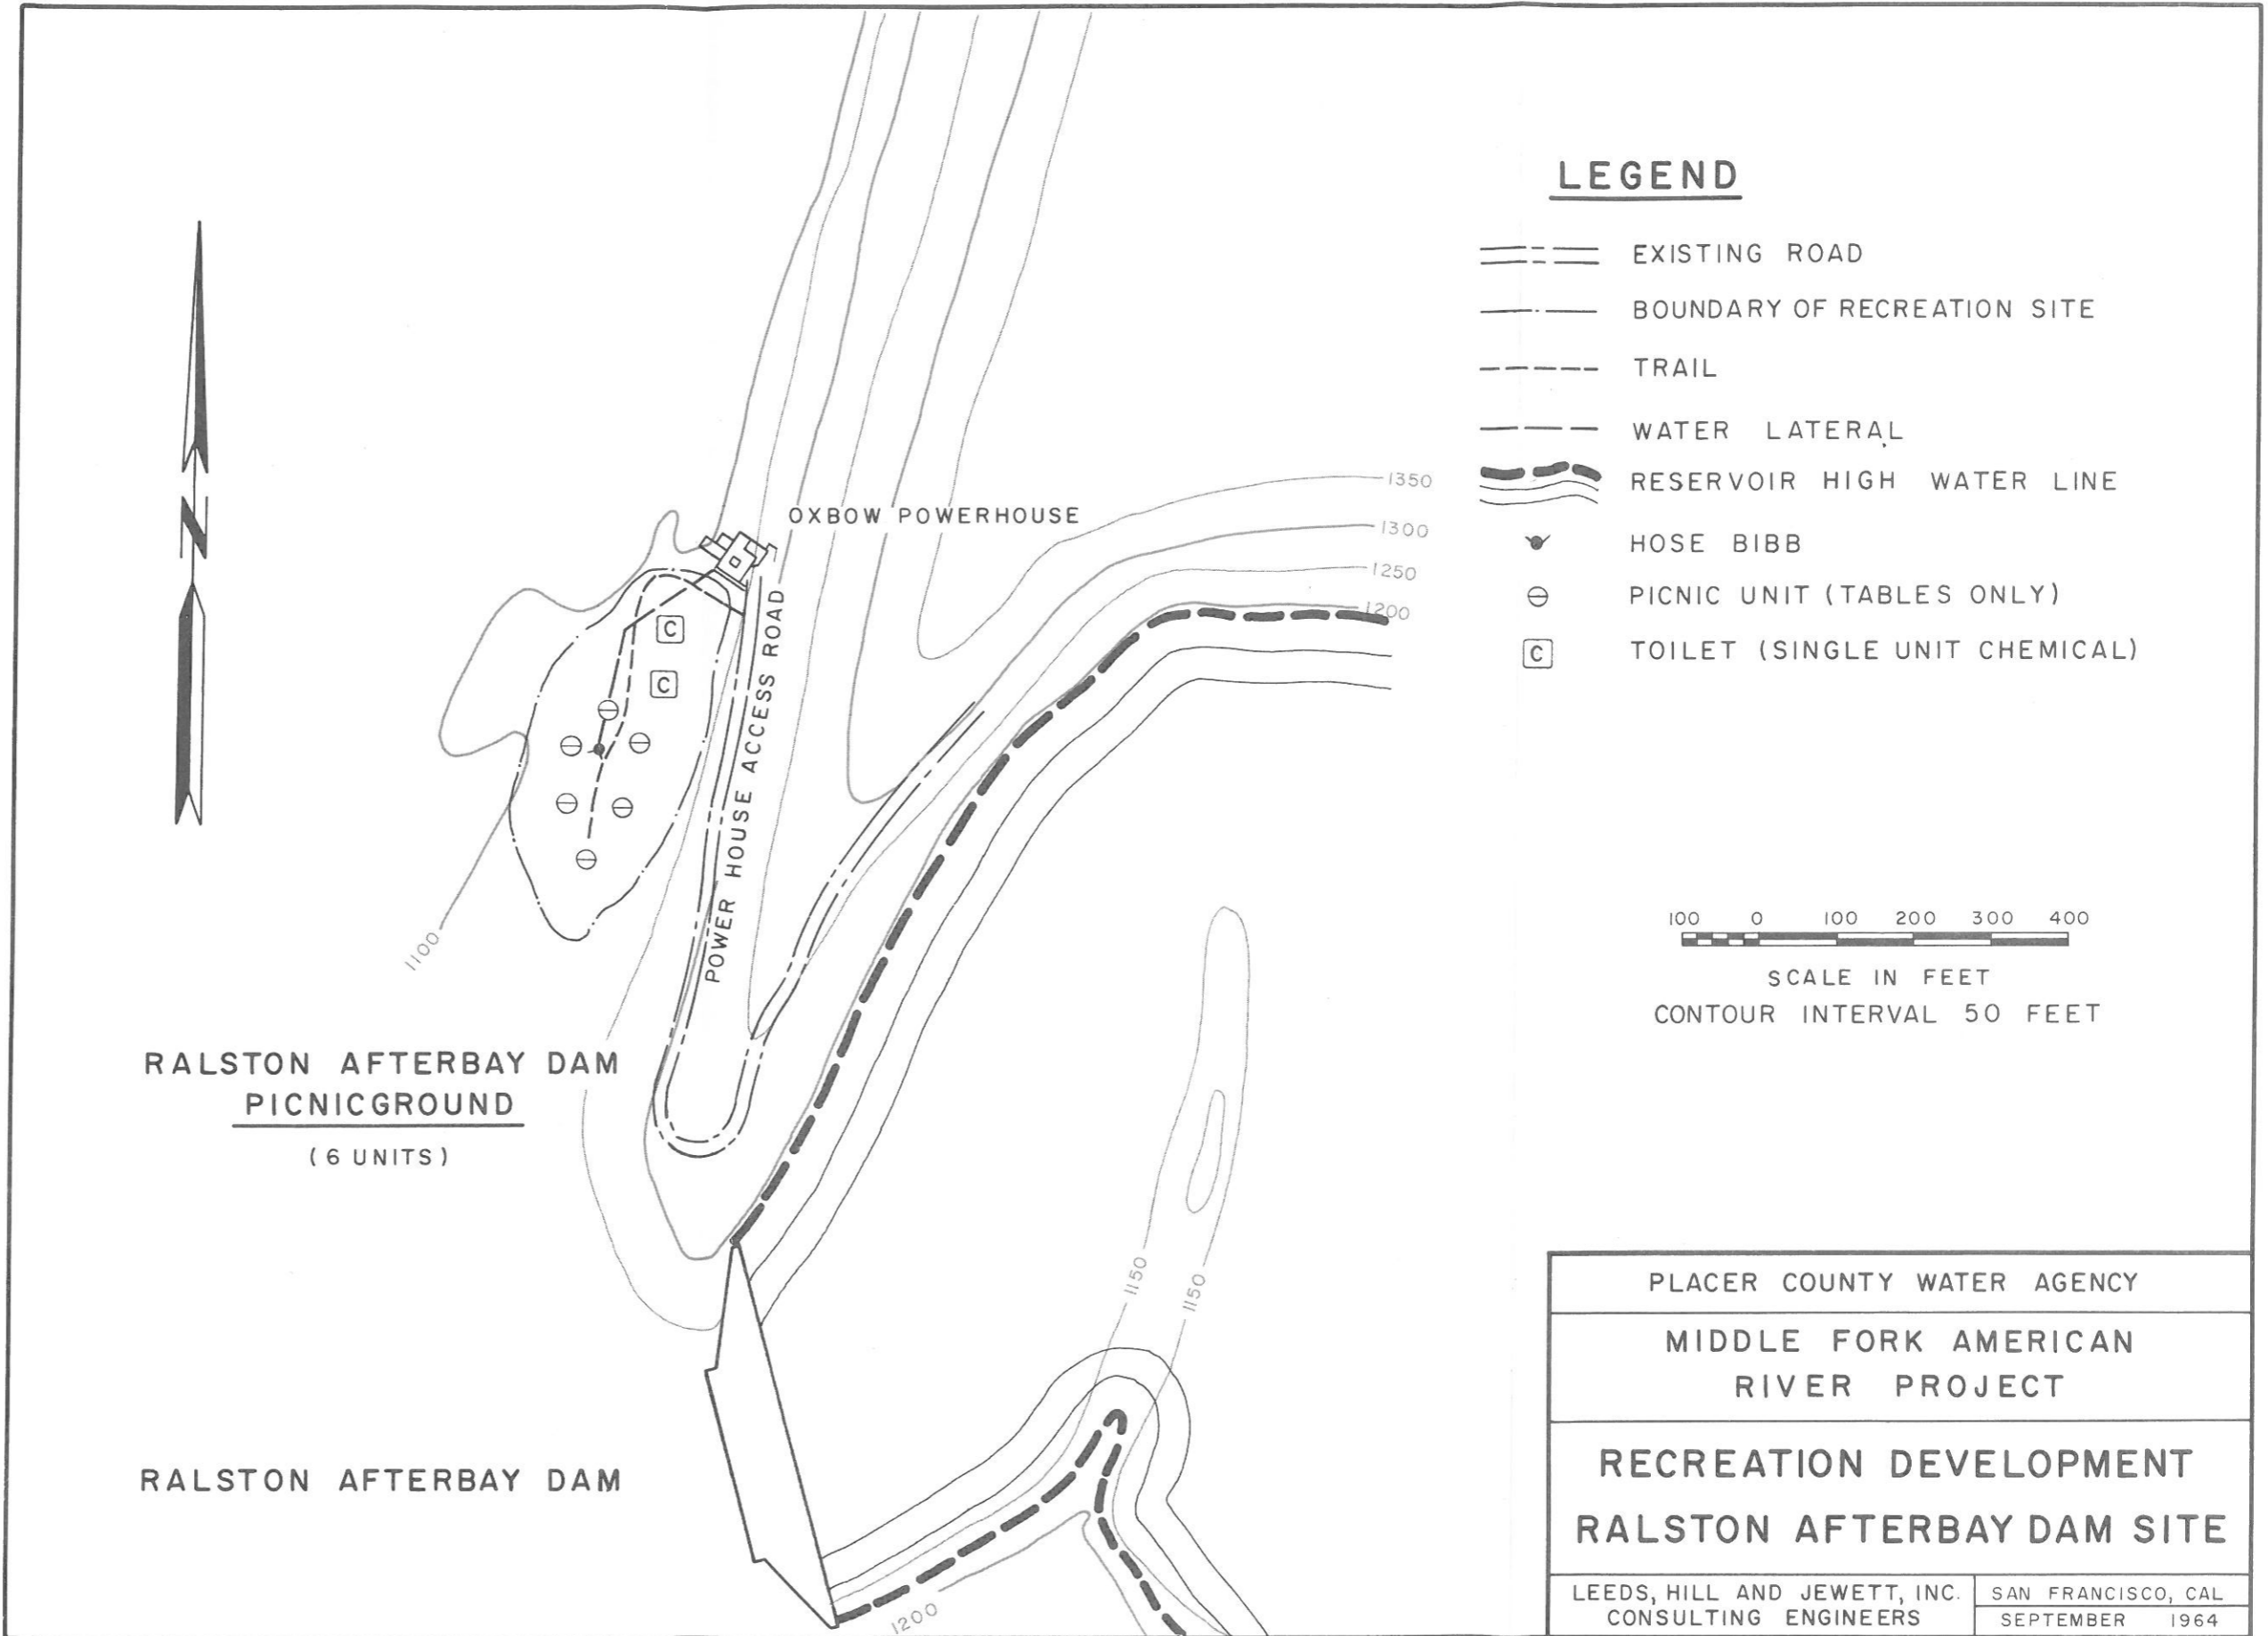 LEGEND
EXISTING ROAD
BOUNDARY OF RECREATION SITE
TRAIL
WATER LATERAL
RESERVOIR HIGH WATER LINE
HOSE BIBB
PICNIC UNIT (TABLES ONLY)
C
TOILET (SINGLE UNIT CHEMICAL)
N
OXBOW POWERHOUSE
1350
1300
1250
1200
C
C
POWER HOUSE ACCESS ROAD
1100
100 0 100 200 300 400
SCALE IN FEET
CONTOUR INTERVAL 50 FEET
RALSTON AFTERBAY DAM
PICNICGROUND
(6 UNITS)
1150
1150
RALSTON AFTERBAY DAM
1200
PLACER COUNTY WATER AGENCY
MIDDLE FORK AMERICAN
RIVER PROJECT
RECREATION DEVELOPMENT
RALSTON AFTERBAY DAM SITE
LEEDS, HILL AND JEWETT, INC.
CONSULTING ENGINEERS
SAN FRANCISCO, CAL
SEPTEMBER 1964